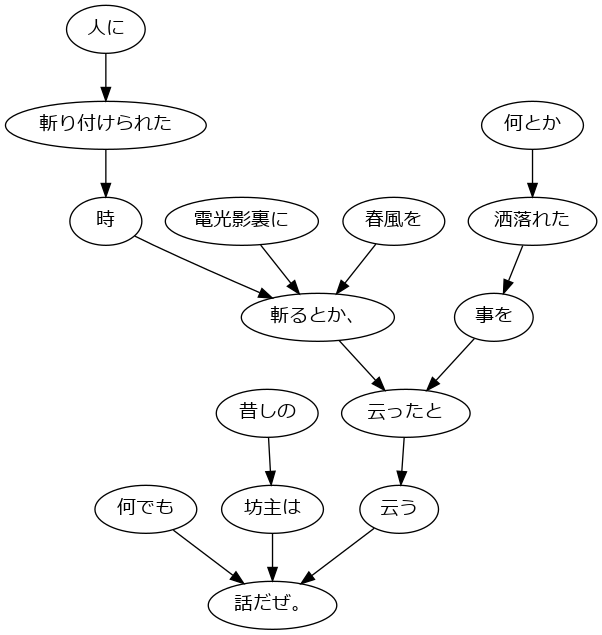 人に
斬り付けられた
何とか
時
電光影裏に
春風を
洒落れた
斬るとか、
事を
昔しの
云ったと
何でも
坊主は
云う
話だぜ。